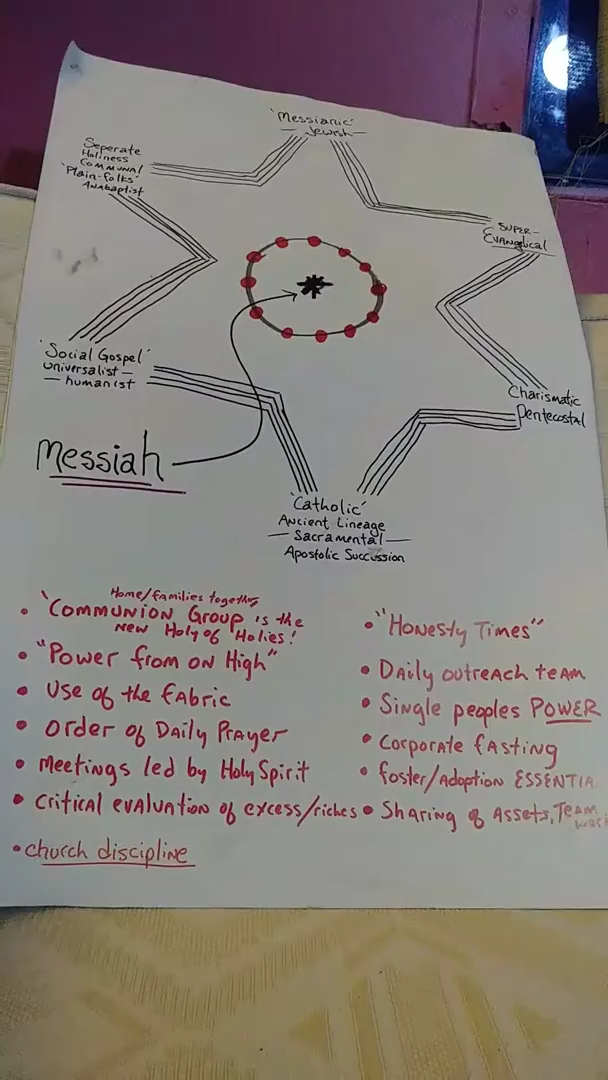 'Messianic'
— Jewish —
Seperate
Holiness
Communal
'Plain-folks'
Anabaptist
SUPER-
Evangelical
'Social Gospel'
universalist —
— humanist
Charismatic
Pentecostal
Messiah
'Catholic'
Ancient Lineage
— Sacramental —
Apostolic Succussion
Home/families together
• "Communion Group is the
new Holy of Holies!
• "Power from on High"
• Use of the fabric
• Order of Daily Prayer
• Meetings led by Holy Spirit
• Critical evaluation of excess/riches
• church discipline
• "Honesty Times"
• Daily outreach team
• Single peoples POWER
• Corporate fasting
• foster/Adoption ESSENTIA
• Sharing of Assets, Team